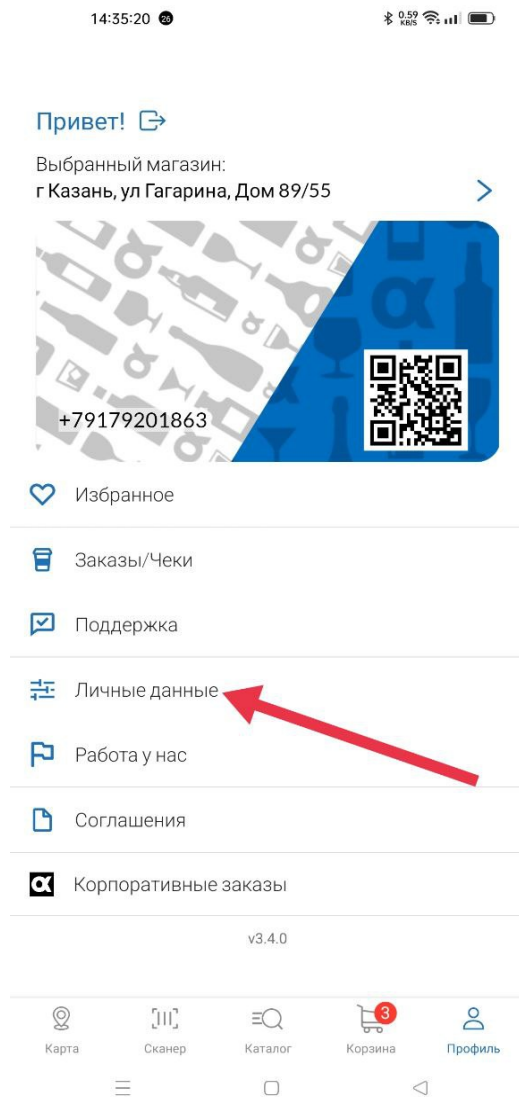 14:35:20 26 0.59 KB/S
Привет!
Выбранный магазин:
г Казань, ул Гагарина, Дом 89/55
+79179201863
Избранное
Заказы/Чеки
Поддержка
Личные данные
Работа у нас
Соглашения
Корпоративные заказы
v3.4.0
3
Карта Сканер Каталог Корзина Профиль